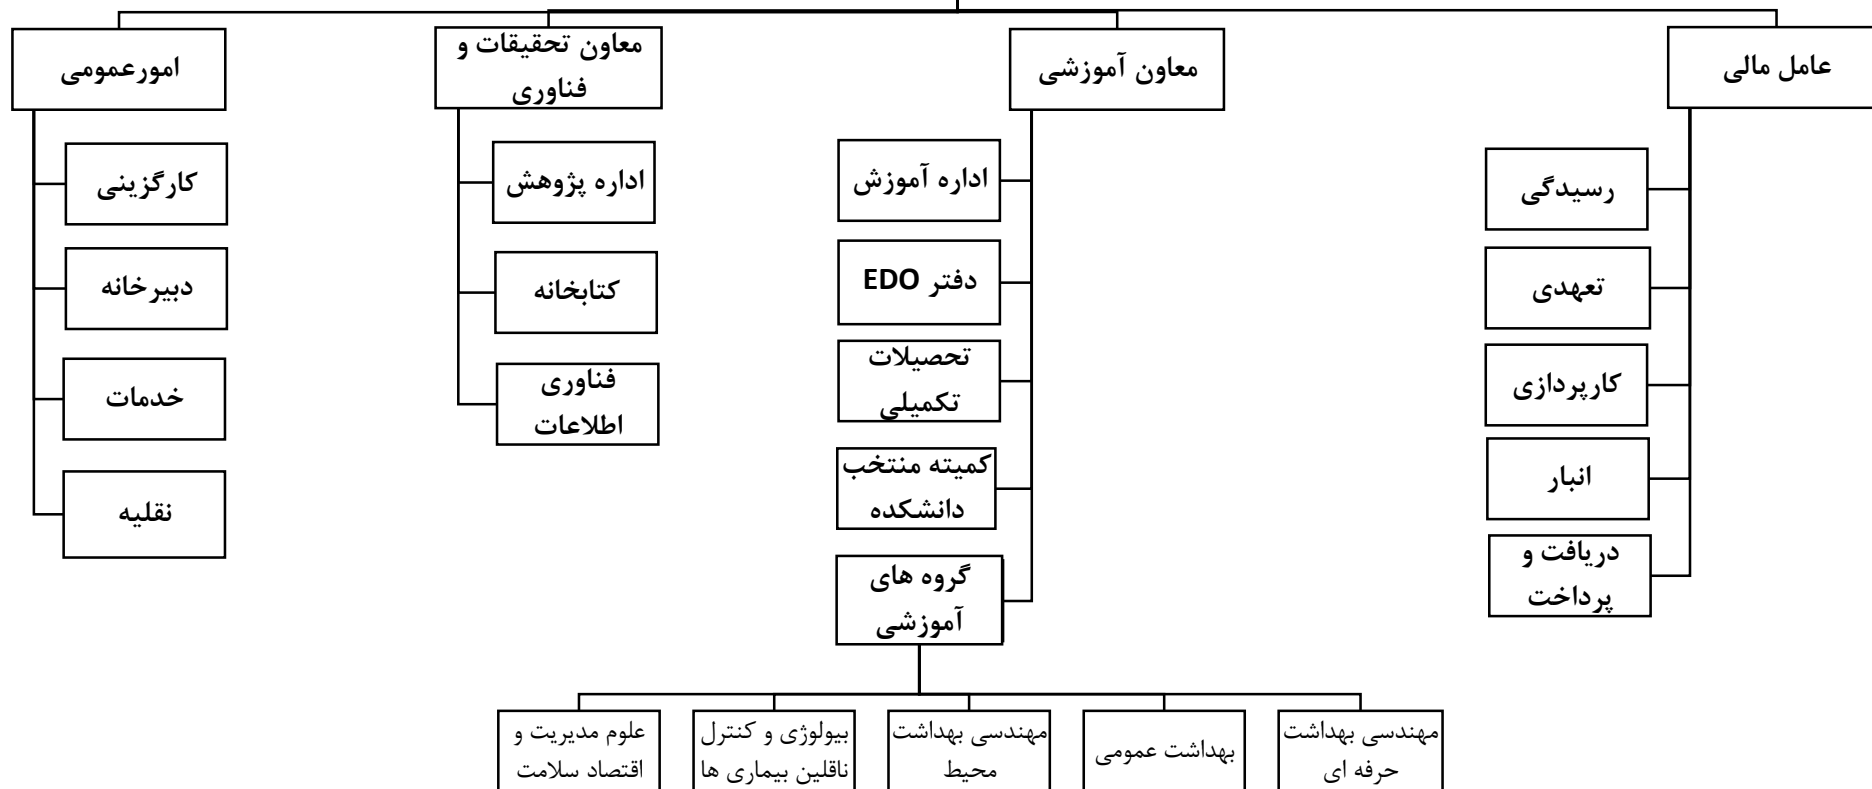 عامل مالی
معاون آموزشی
معاون تحقیقات و
فناوری
امورعمومی
رسیدگی
تعهدی
کارپردازی
انبار
دریافت و
پرداخت
اداره آموزش
دفتر EDO
تحصیلات
تکمیلی
کمیته منتخب
دانشکده
گروه های
آموزشی
اداره پژوهش
کتابخانه
فناوری
اطلاعات
کارگزینی
دبیرخانه
خدمات
نقلیه
مهندسی بهداشت
حرفه ای
بهداشت عمومی
مهندسی بهداشت
محیط
بیولوژی و کنترل
ناقلین بیماری ها
علوم مدیریت و
اقتصاد سلامت